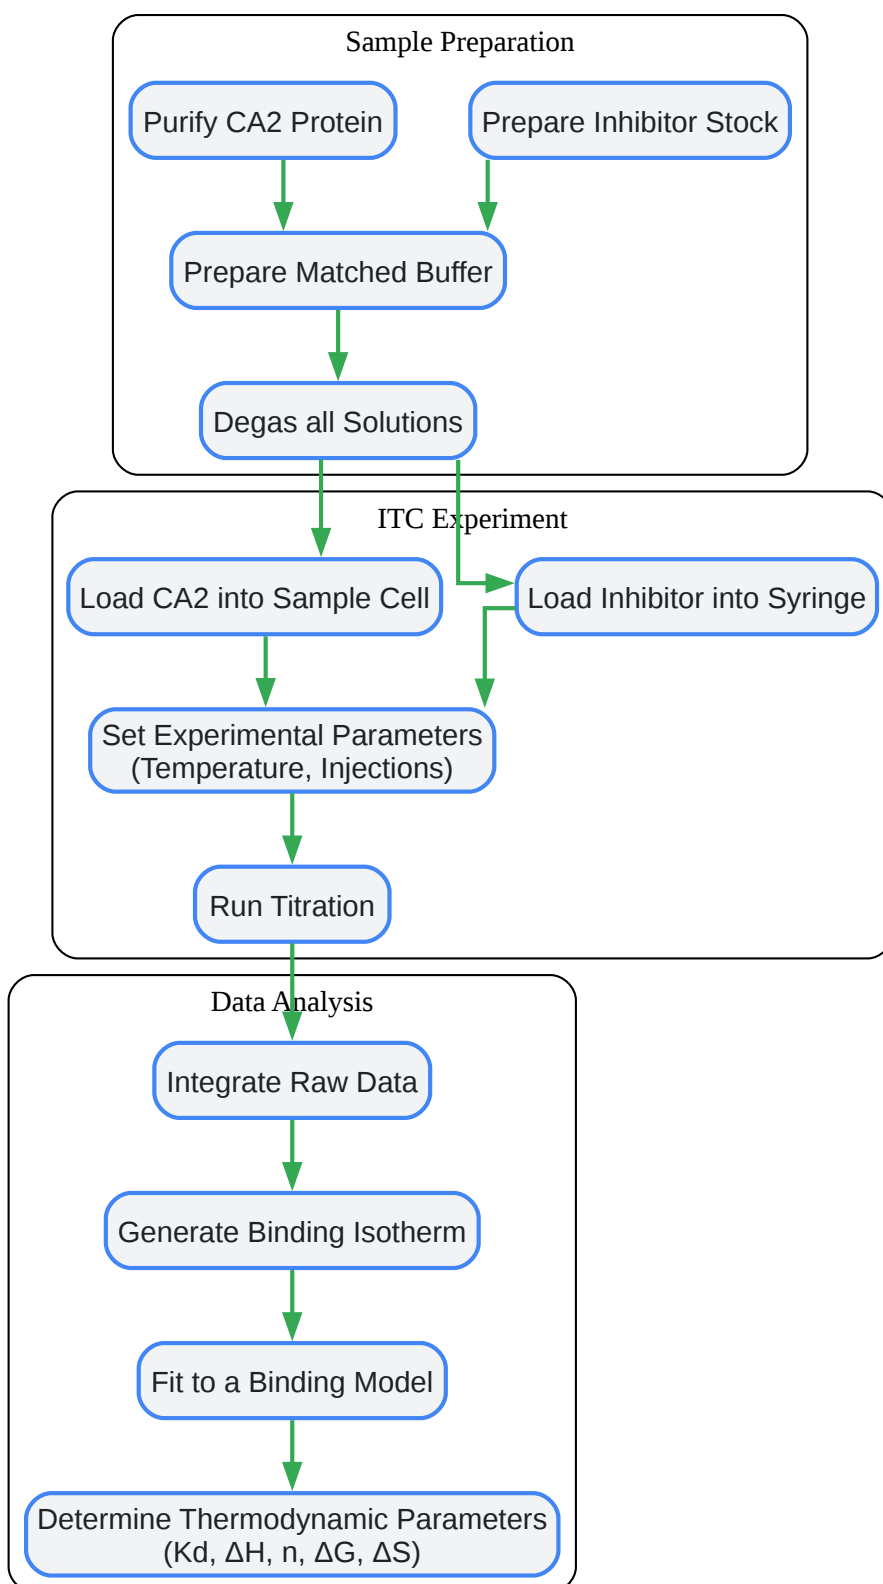 Sample Preparation
Purify CA2 Protein
Prepare Inhibitor Stock
Prepare Matched Buffer
Degas all Solutions
ITC Experiment
Load CA2 into Sample Cell
Load Inhibitor into Syringe
Set Experimental Parameters
(Temperature, Injections)
Run Titration
Data Analysis
Integrate Raw Data
Generate Binding Isotherm
Fit to a Binding Model
Determine Thermodynamic Parameters
(Kd, ΔH, n, ΔG, ΔS)